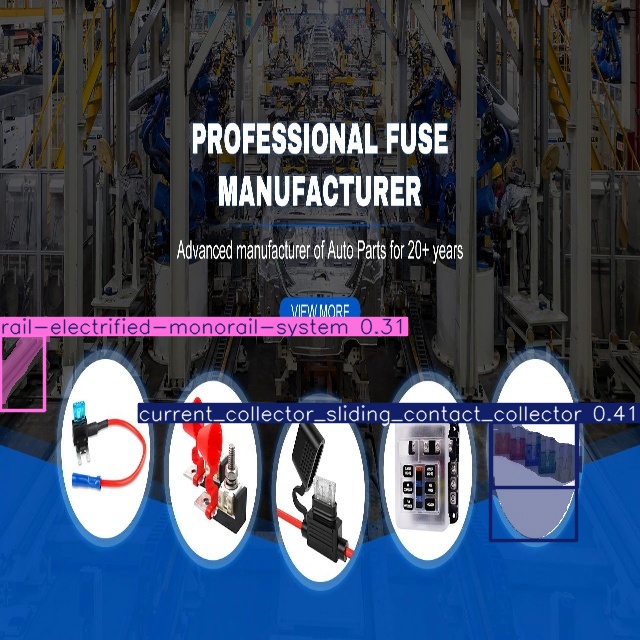 PROFESSIONAL FUSE
MANUFACTURER
Advanced manufacturer of Auto Parts for 20+ years
VIEW MORE
rail-electrified-monorail-system 0.31
current_collector_sliding_contact_collector 0.41